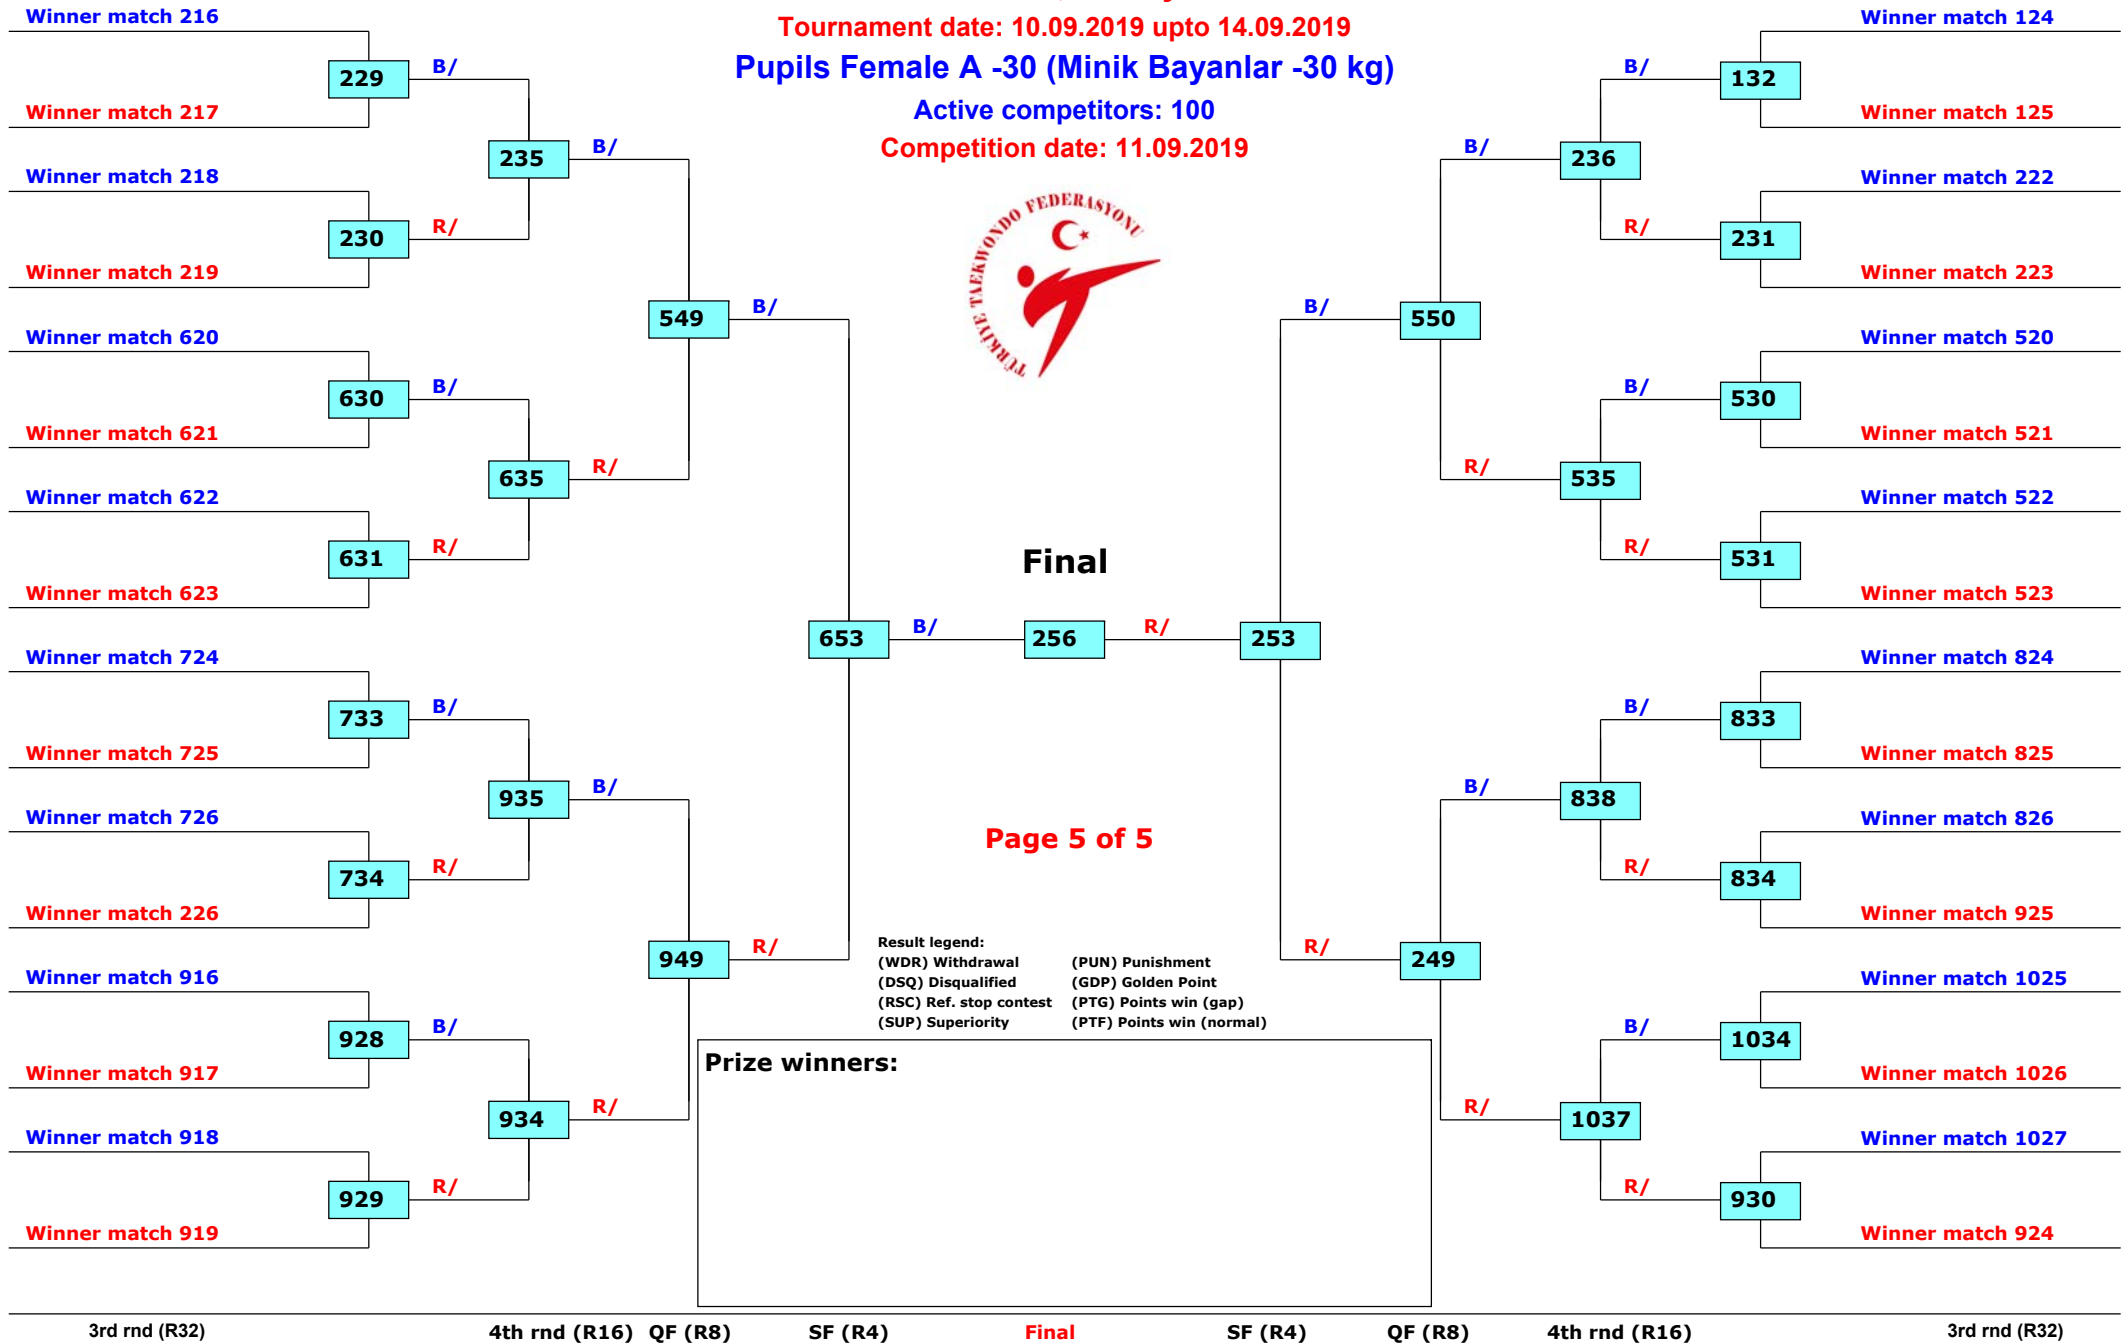 Tournament date: 10.09.2019 upto 14.09.2019
Pupils Female A -30 (Minik Bayanlar -30 kg)
Active competitors: 100
Competition date: 11.09.2019
TÜRKİYE TAEKWONDO FEDERASYONU
Winner match 216
229
B/
Winner match 217
235
B/
Winner match 218
230
R/
Winner match 219
549
B/
Winner match 620
630
B/
Winner match 621
635
R/
Winner match 622
631
R/
Winner match 623
653
B/
Winner match 724
733
B/
Winner match 725
935
B/
Winner match 726
734
R/
Winner match 226
949
R/
Winner match 916
928
B/
Winner match 917
934
R/
Winner match 918
929
R/
Winner match 919
Final
256
R/
253
Page 5 of 5
Winner match 124
B/
132
Winner match 125
B/
236
Winner match 222
R/
231
Winner match 223
B/
550
Winner match 520
B/
530
Winner match 521
R/
535
Winner match 522
R/
531
Winner match 523
Winner match 824
B/
833
Winner match 825
B/
838
Winner match 826
R/
834
Winner match 925
R/
249
Winner match 1025
B/
1034
Winner match 1026
R/
1037
Winner match 1027
R/
930
Winner match 924
Result legend:
(WDR) Withdrawal (PUN) Punishment
(DSQ) Disqualified (GDP) Golden Point
(RSC) Ref. stop contest (PTG) Points win (gap)
(SUP) Superiority (PTF) Points win (normal)
Prize winners:
3rd rnd (R32) 4th rnd (R16) QF (R8) SF (R4) Final SF (R4) QF (R8) 4th rnd (R16) 3rd rnd (R32)